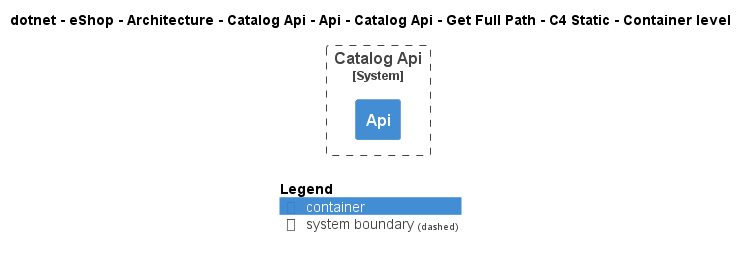 dotnet - eShop - Architecture - Catalog Api - Api - Catalog Api - Get Full Path - C4 Static - Container level
Catalog Api
[System]
Api
Legend
container
system boundary (dashed)